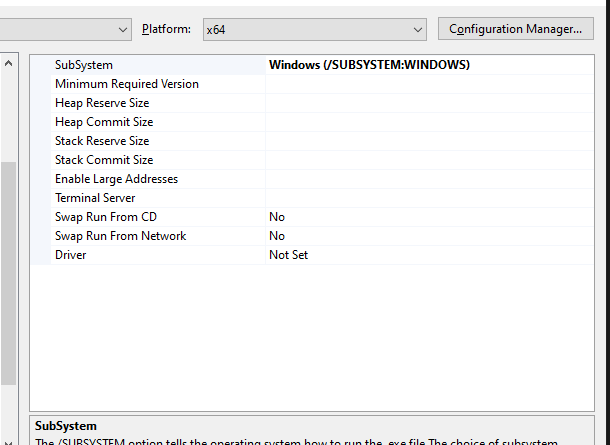 Platform: x64 Configuration Manager...
SubSystem Windows (/SUBSYSTEM:WINDOWS)
Minimum Required Version
Heap Reserve Size
Heap Commit Size
Stack Reserve Size
Stack Commit Size
Enable Large Addresses
Terminal Server
Swap Run From CD No
Swap Run From Network No
Driver Not Set
SubSystem
The /SUBSYSTEM option tells the operating system how to run the .exe file.The choice of subsystem